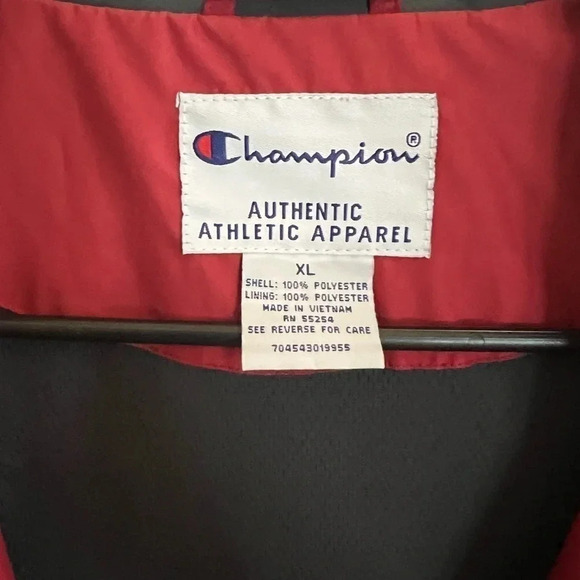 Champion®
AUTHENTIC
ATHLETIC APPAREL
XL
SHELL: 100% POLYESTER
LINING: 100% POLYESTER
MADE IN VIETNAM
RN 55254
SEE REVERSE FOR CARE
704543019955